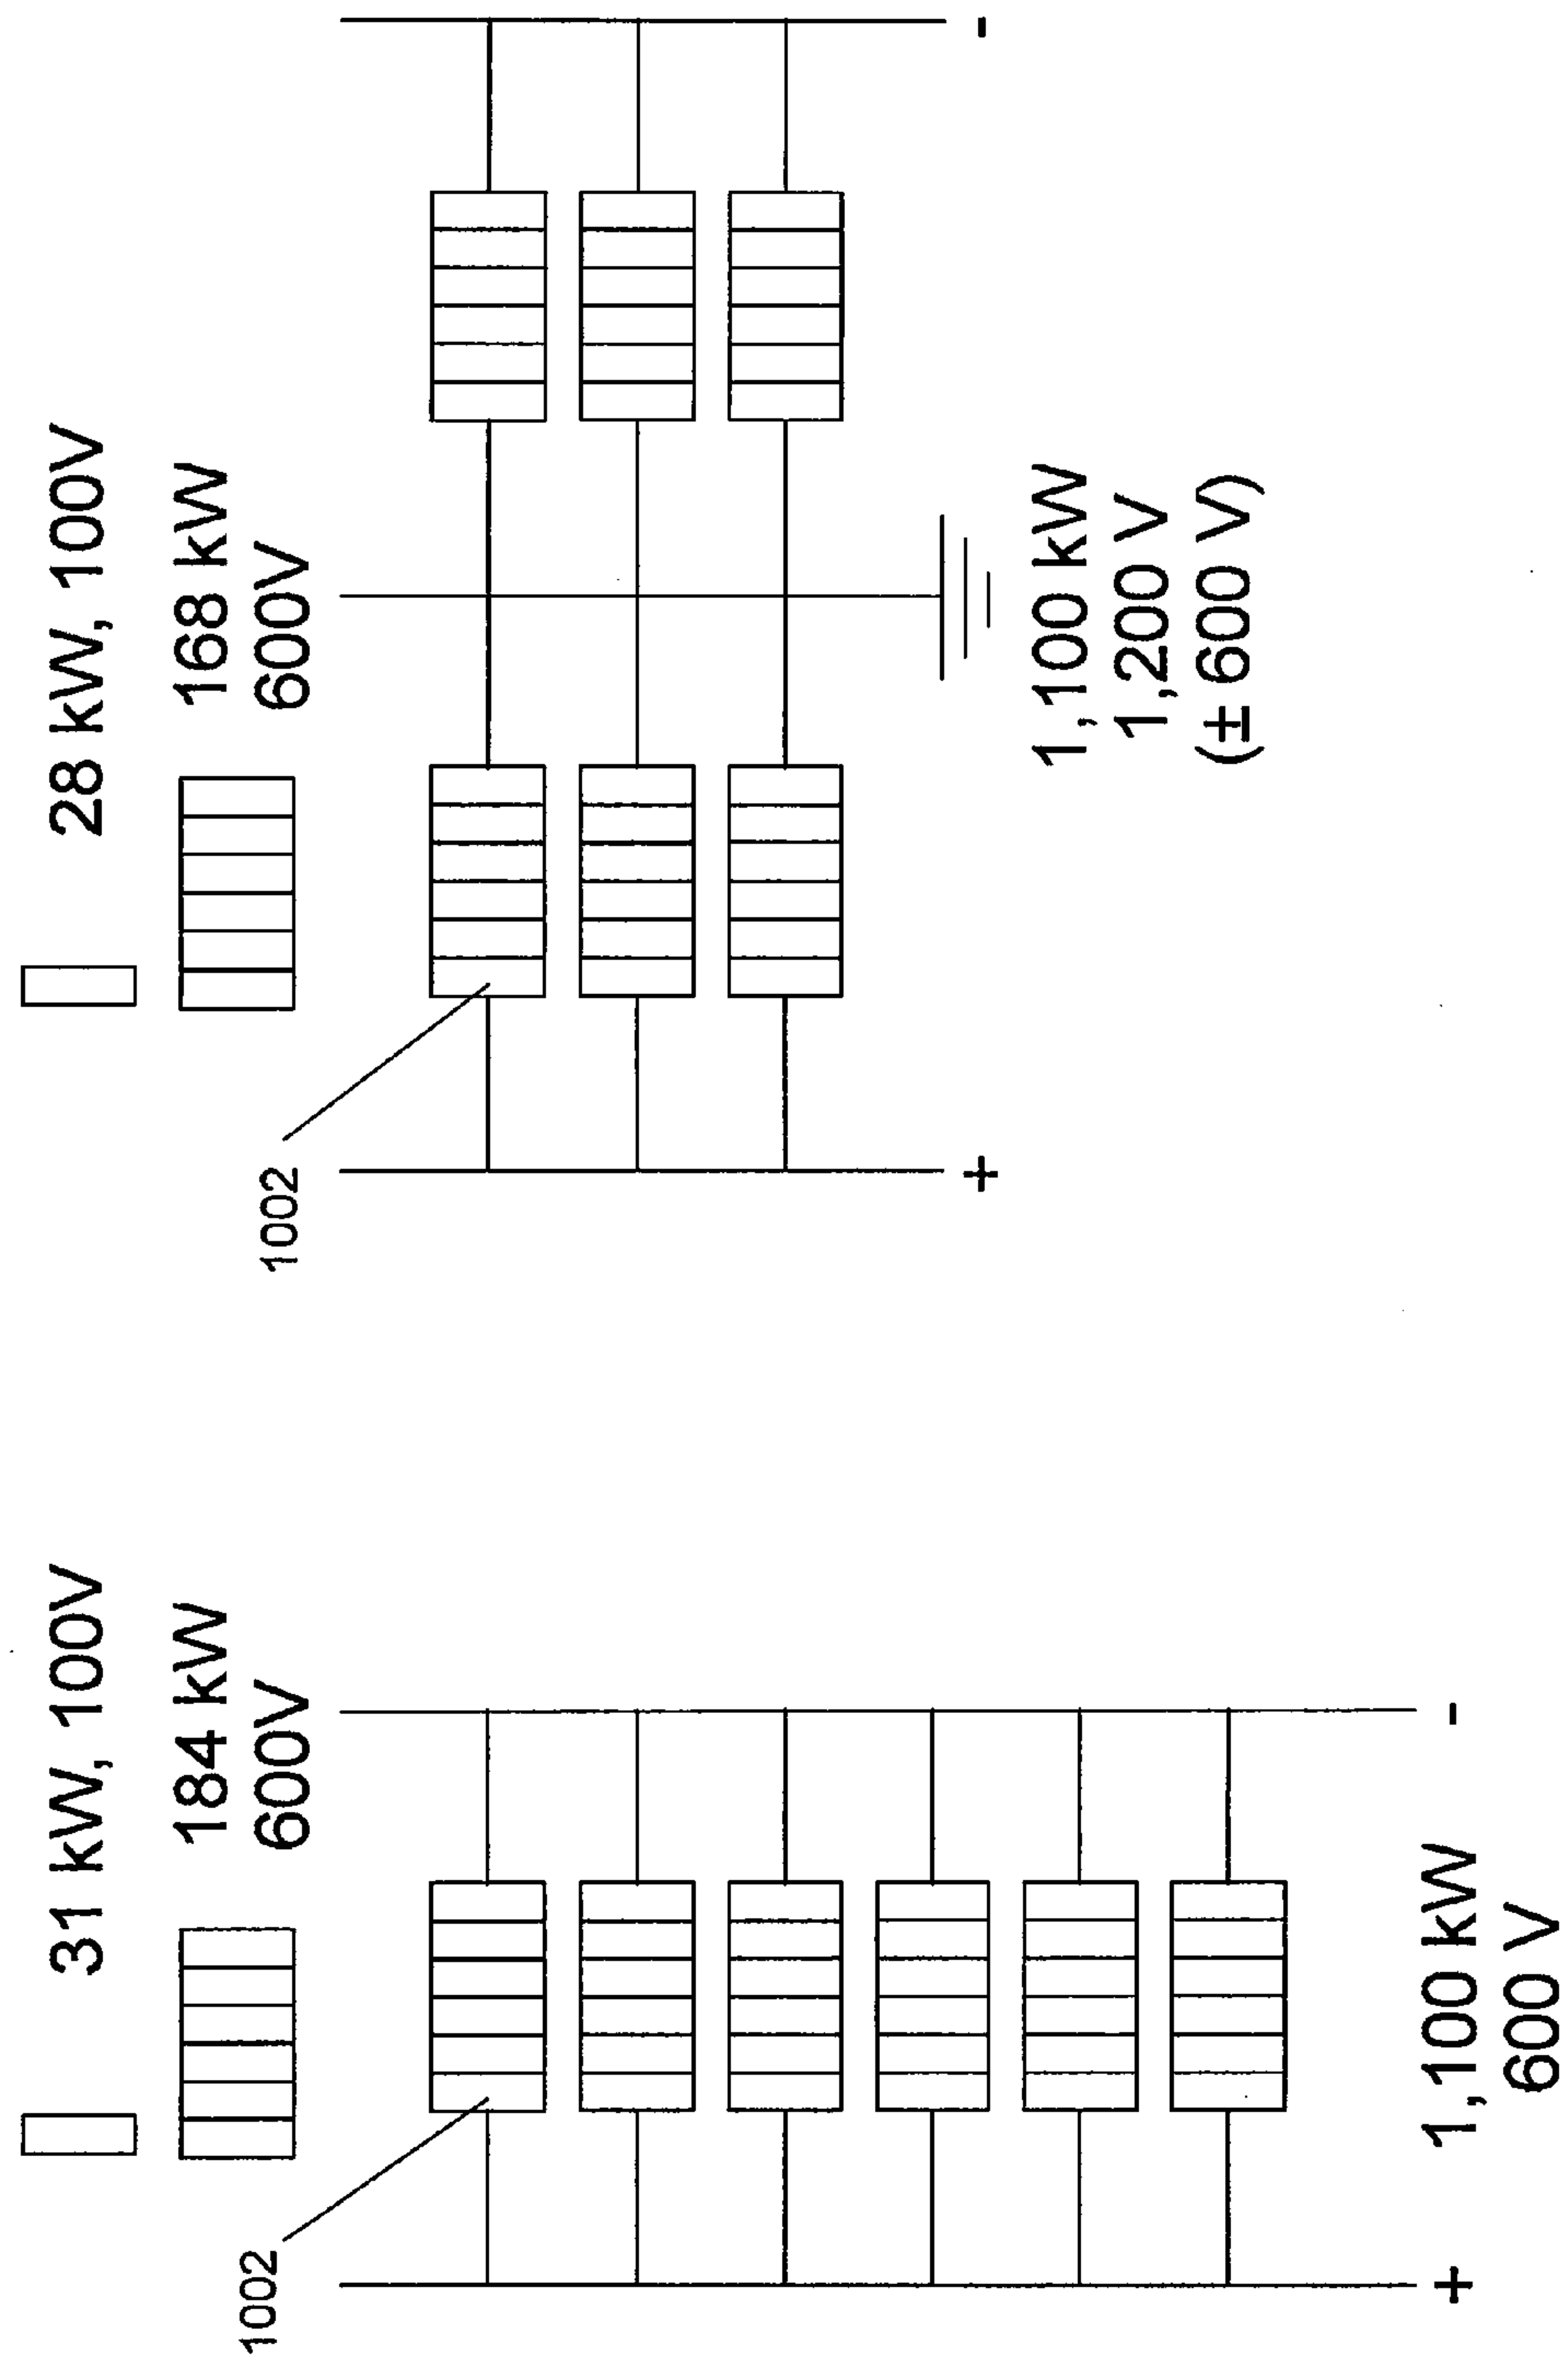 31 kW, 100V
184 kW
600V
1002
+
-
1,100 kW
600 V
28 kW, 100V
168 kW
600V
1002
+
-
1,100 kW
1,200 V
(± 600 V)